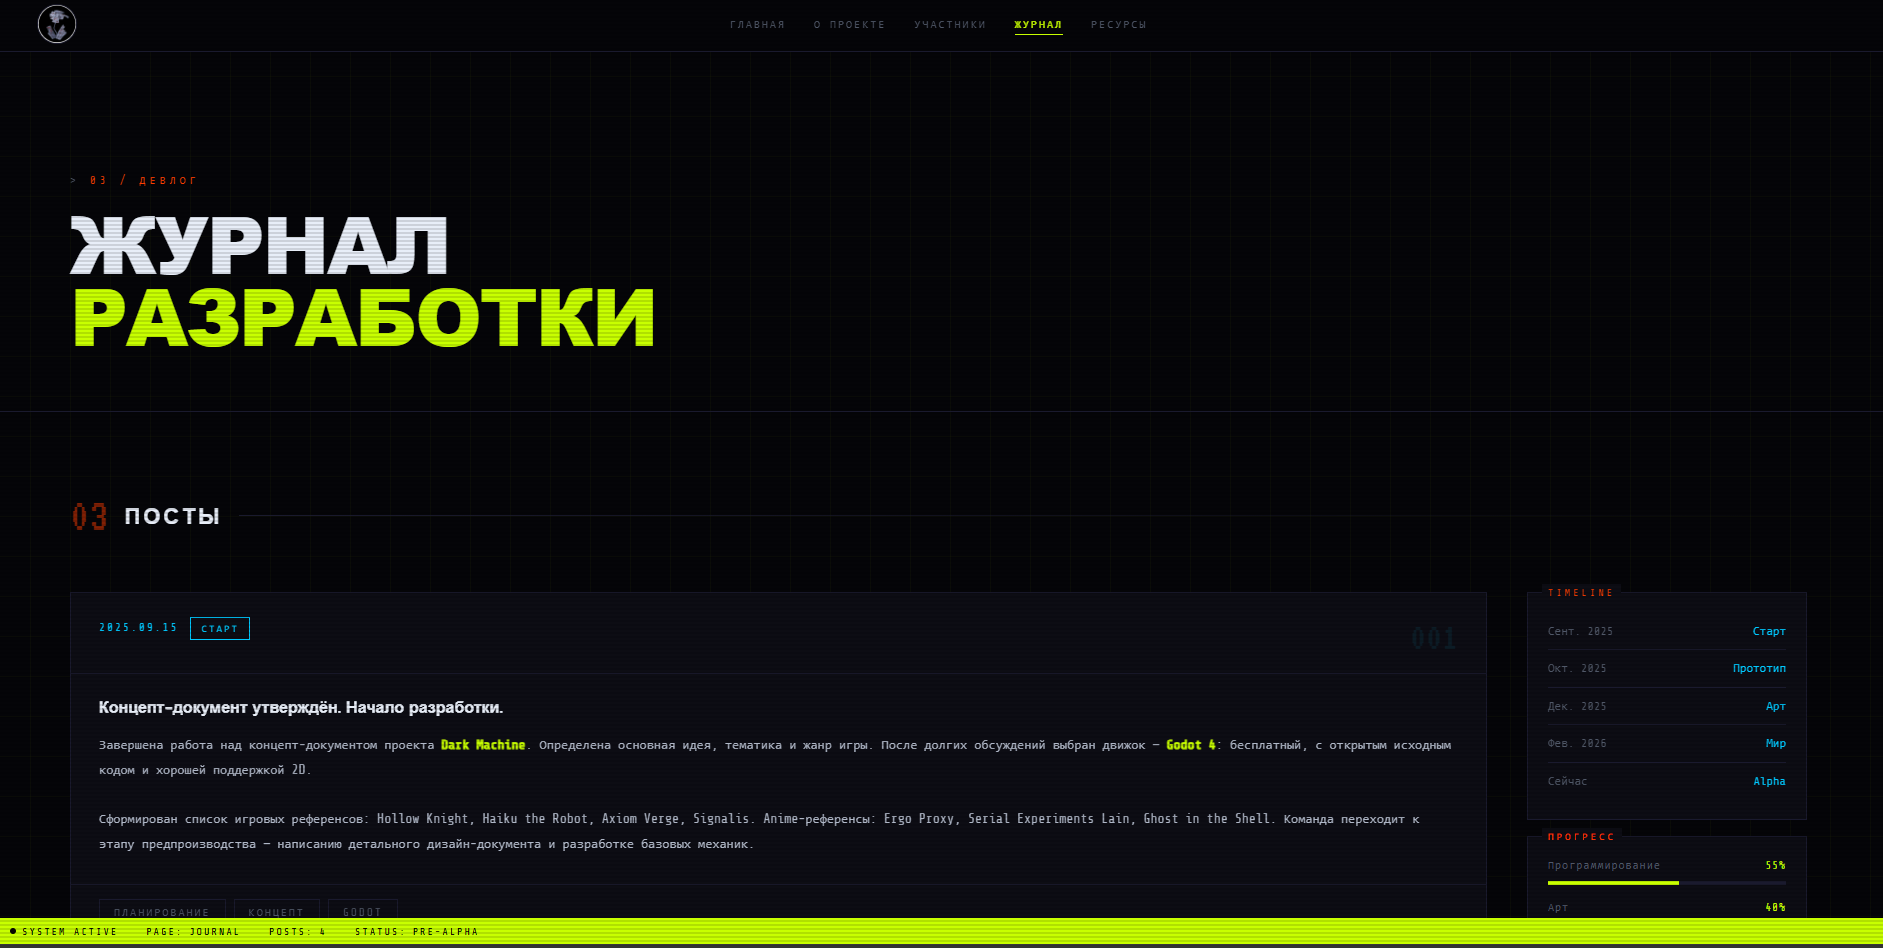 ГЛАВНАЯ О ПРОЕКТЕ УЧАСТНИКИ ЖУРНАЛ РЕСУРСЫ
> 03 / ДЕВЛОГ
ЖУРНАЛ
РАЗРАБОТКИ
03 ПОСТЫ
2025.09.15 СТАРТ
001
Концепт-документ утверждён. Начало разработки.
Завершена работа над концепт-документом проекта Dark Machine. Определена основная идея, тематика и жанр игры. После долгих обсуждений выбран движок — Godot 4: бесплатный, с открытым исходным
кодом и хорошей поддержкой 2D.
Сформирован список игровых референсов: Hollow Knight, Haiku the Robot, Axiom Verge, Signalis. Anime-референсы: Ergo Proxy, Serial Experiments Lain, Ghost in the Shell. Команда переходит к
этапу предпроизводства — написанию детального дизайн-документа и разработке базовых механик.
ПЛАНИРОВАНИЕ КОНЦЕПТ GODOT
TIMELINE
Сент. 2025 Старт
Окт. 2025 Прототип
Дек. 2025 Арт
Фев. 2026 Мир
Сейчас Alpha
ПРОГРЕСС
Программирование 55%
Арт 40%
SYSTEM ACTIVE PAGE: JOURNAL POSTS: 4 STATUS: PRE-ALPHA